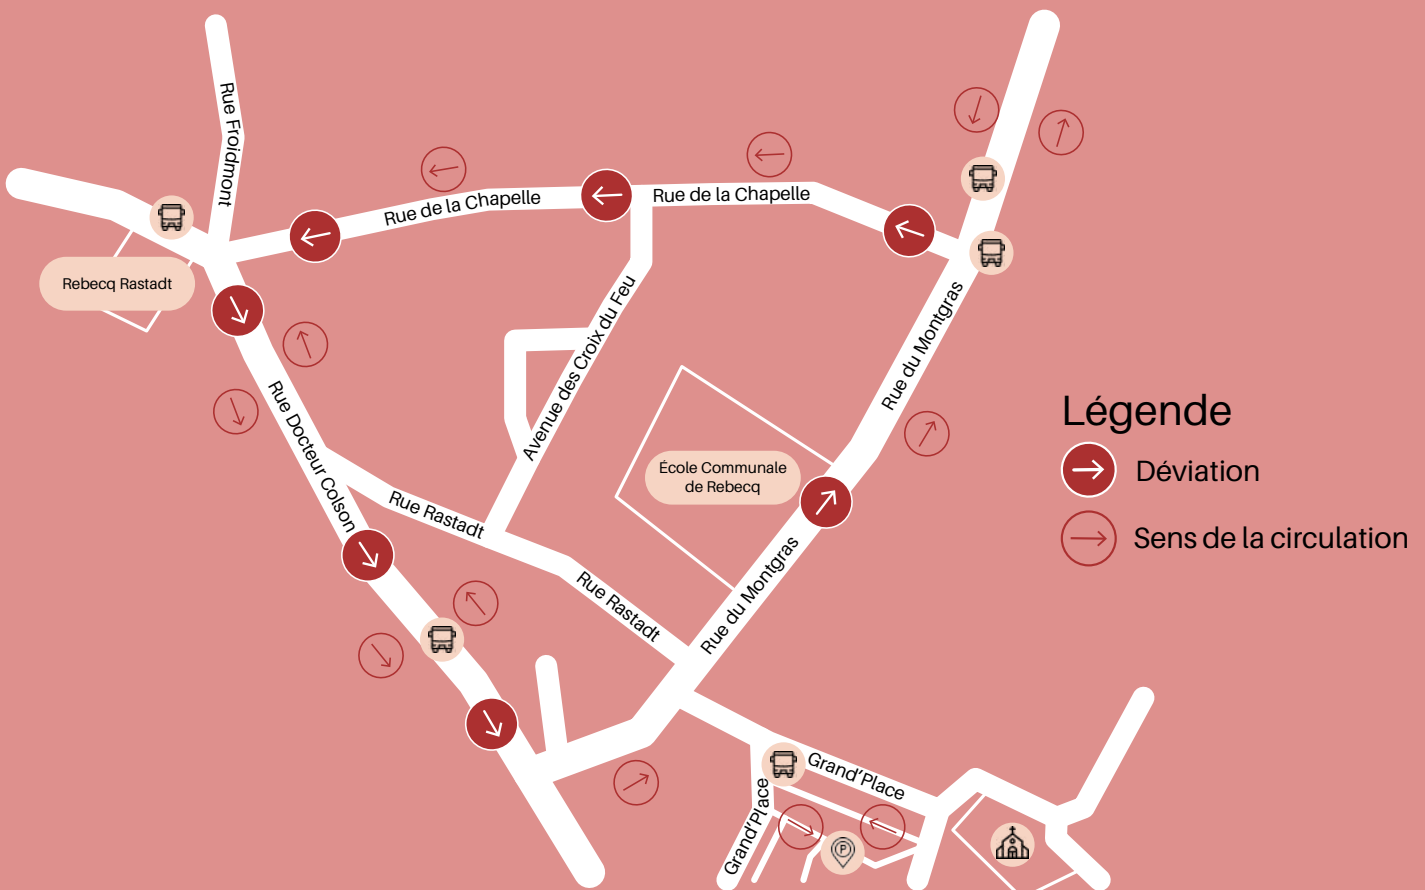 Rue Froidmont
Rue de la Chapelle
Rue de la Chapelle
Rebecq Rastadt
Avenue des Croix du Feu
Rue du Montgras
Rue Docteur Colson
Légende
École Communale
de Rebecq
Déviation
Rue Rastadt
Sens de la circulation
Rue Rastadt
Rue du Montgras
Grand'Place
Grand'Place
P